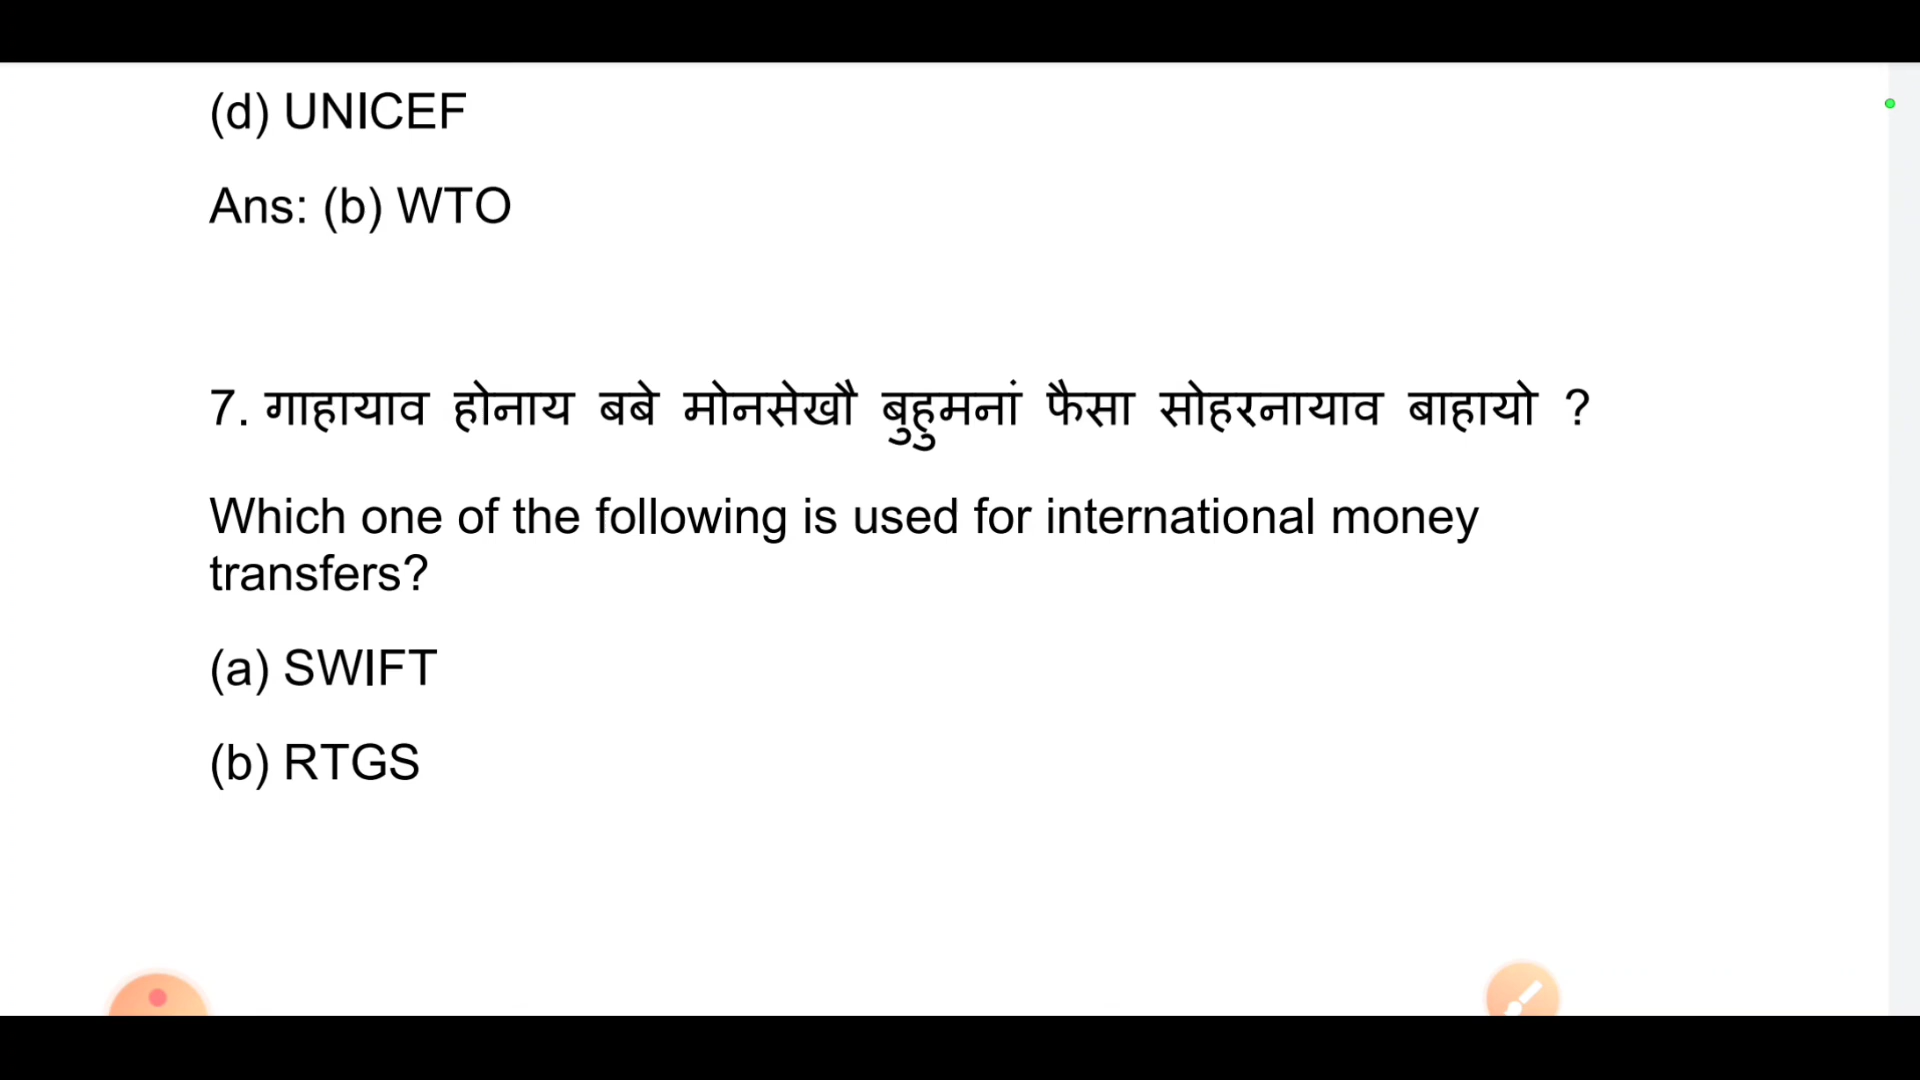 (d) UNICEF
Ans: (b) WTO
7. गाहायाव होनाय बबे मोनसेखौ बुहुमनां फैसा सोहरनायाव बाहायो ?
Which one of the following is used for international money
transfers?
(a) SWIFT
(b) RTGS